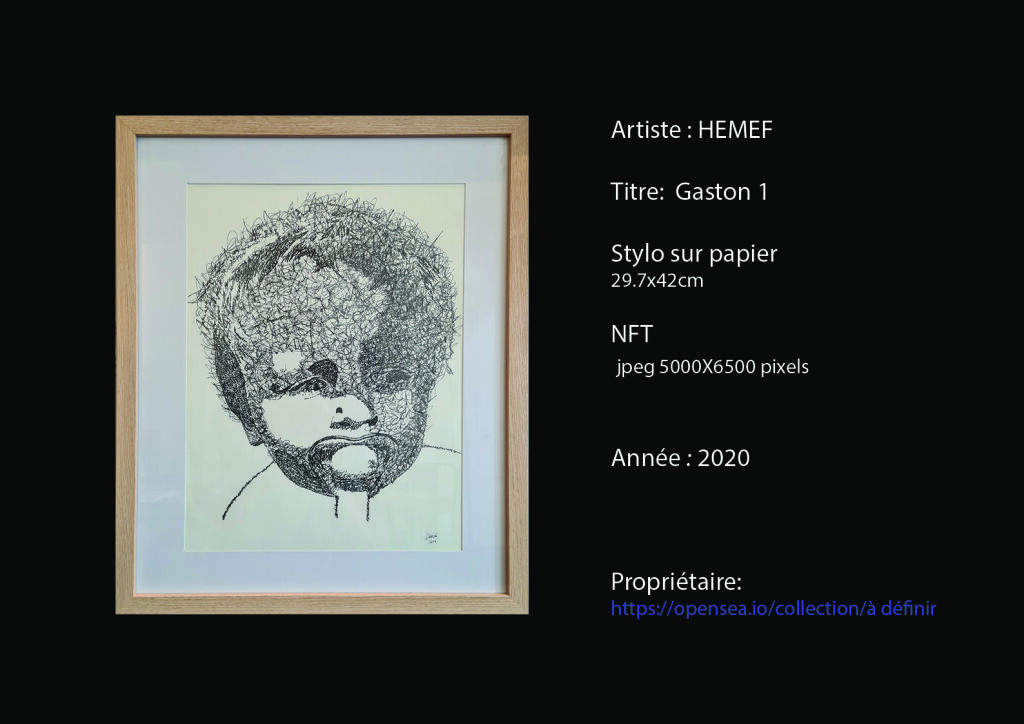 Artiste : HEMEF
Titre:  Gaston 1
Stylo sur papier
29.7x42cm
NFT
jpeg 5000X6500 pixels
Année : 2020
Propriétaire:
https://opensea.io/collection/à définir